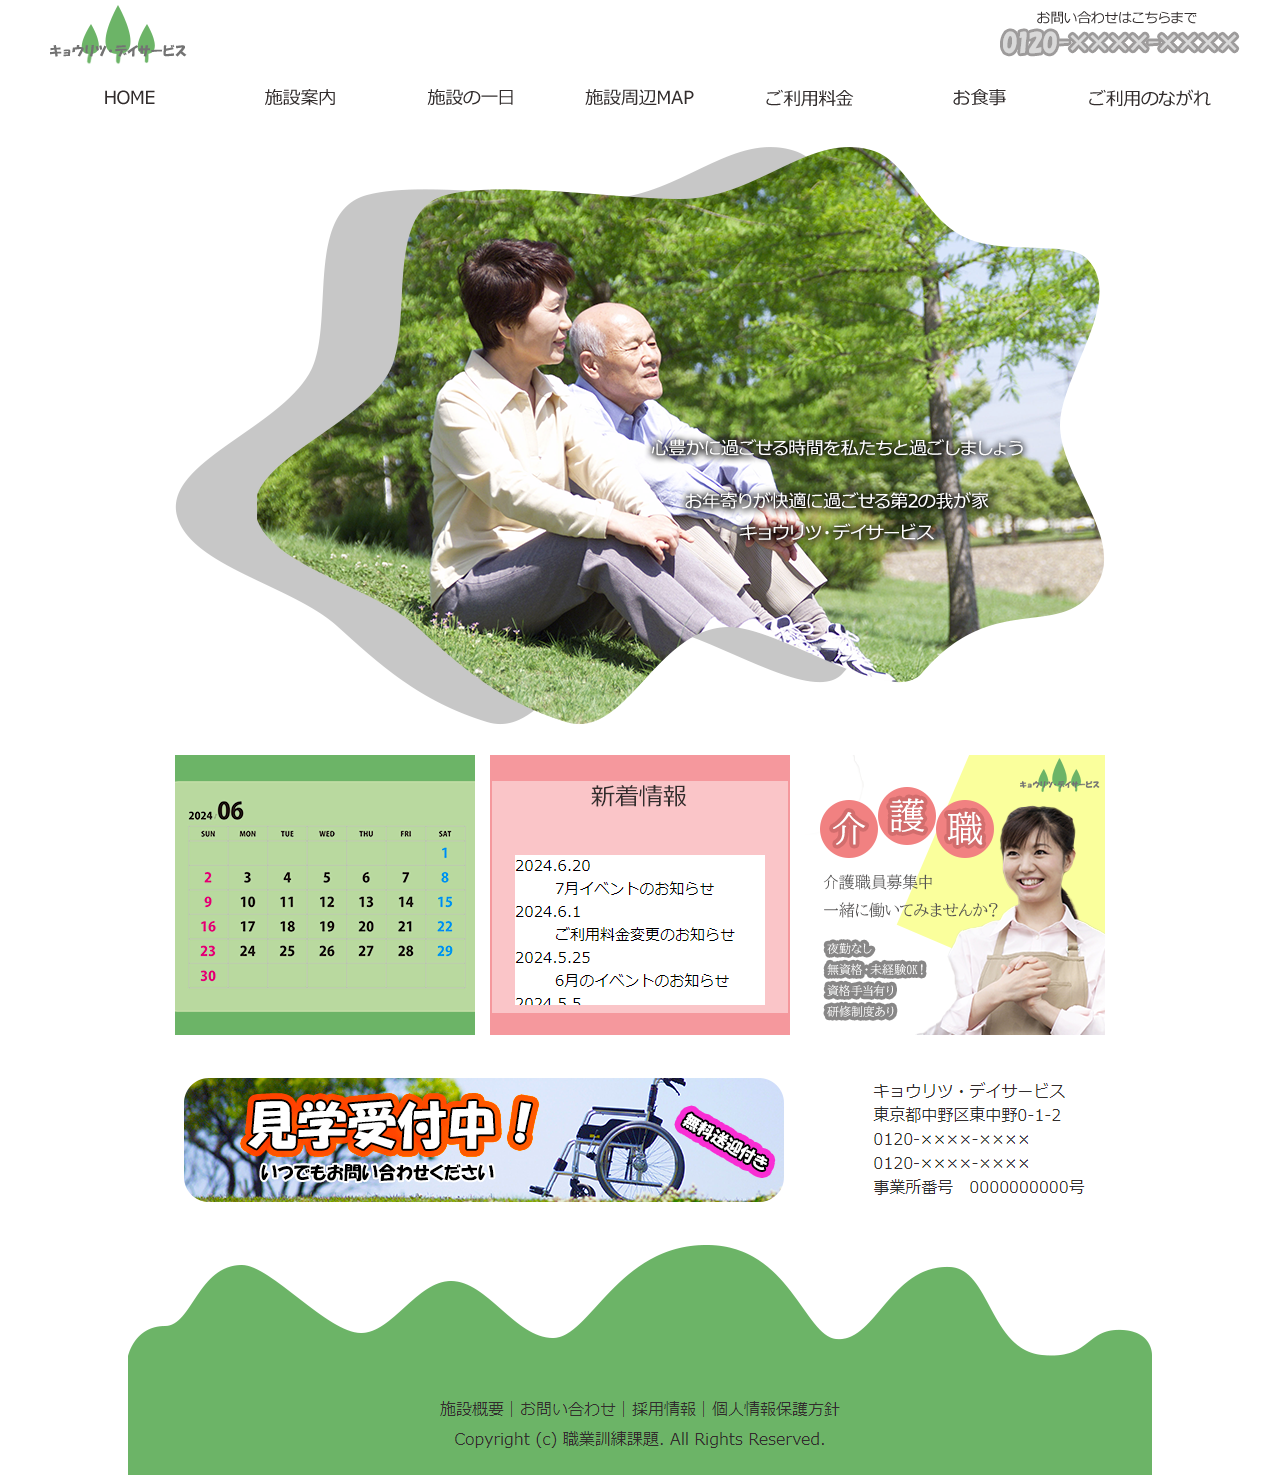 キョウリツ・デイサービス
お問い合わせはこちらまで
0120-××××-××××
HOME 施設案内 施設の一日 施設周辺MAP ご利用料金 お食事 ご利用のながれ
心豊かに過ごせる時間を私たちと過ごしましょう
お年寄りが快適に過ごせる第2の我が家
キョウリツ・デイサービス
2024 06
SUN MON TUE WED THU FRI SAT
1
2 3 4 5 6 7 8
9 10 11 12 13 14 15
16 17 18 19 20 21 22
23 24 25 26 27 28 29
30
新着情報
2024.6.20
7月イベントのお知らせ
2024.6.1
ご利用料金変更のお知らせ
2024.5.25
6月のイベントのお知らせ
2024.5.5
キョウリツ・デイサービス
介護職
介護職員募集中
一緒に働いてみませんか？
夜勤なし
無資格・未経験OK！
資格手当有り
研修制度あり
見学受付中！
いつでもお問い合わせください
無料送迎付き
キョウリツ・デイサービス
東京都中野区東中野0-1-2
0120-××××-××××
0120-××××-××××
事業所番号　0000000000号
施設概要｜お問い合わせ｜採用情報｜個人情報保護方針
Copyright (c) 職業訓練課題. All Rights Reserved.